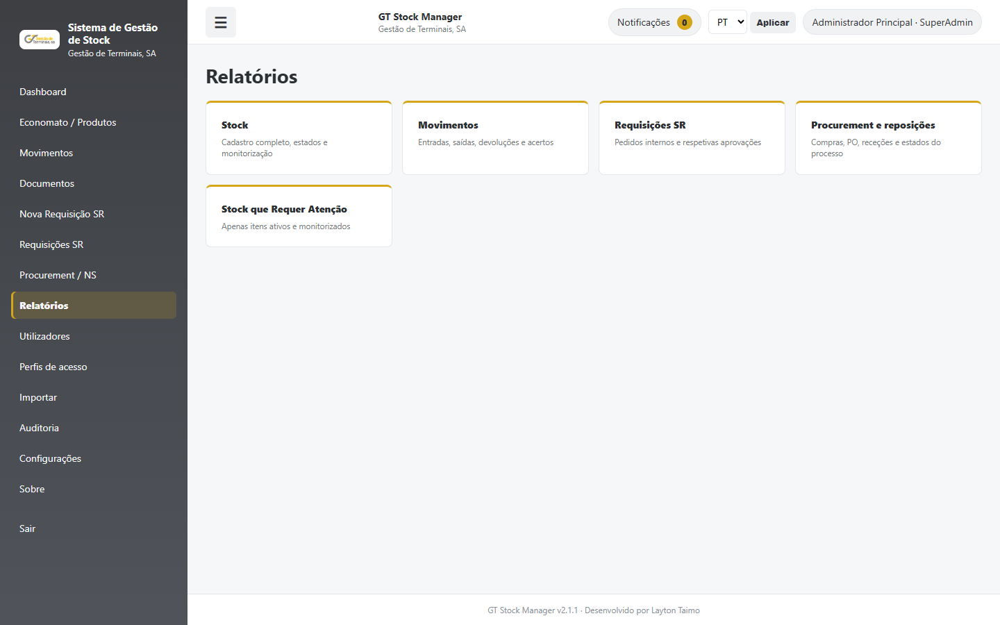 Sistema de Gestão
de Stock
Gestão de Terminais, SA
Dashboard
Economato / Produtos
Movimentos
Documentos
Nova Requisição SR
Requisições SR
Procurement / NS
Relatórios
Utilizadores
Perfis de acesso
Importar
Auditoria
Configurações
Sobre
Sair
GT Stock Manager
Gestão de Terminais, SA
Notificações 0
PT
Aplicar
Administrador Principal · SuperAdmin
Relatórios
Stock
Cadastro completo, estados e
monitorização
Movimentos
Entradas, saídas, devoluções e acertos
Requisições SR
Pedidos internos e respetivas aprovações
Procurement e reposições
Compras, PO, receções e estados do
processo
Stock que Requer Atenção
Apenas itens ativos e monitorizados
GT Stock Manager v2.1.1 · Desenvolvido por Layton Taimo